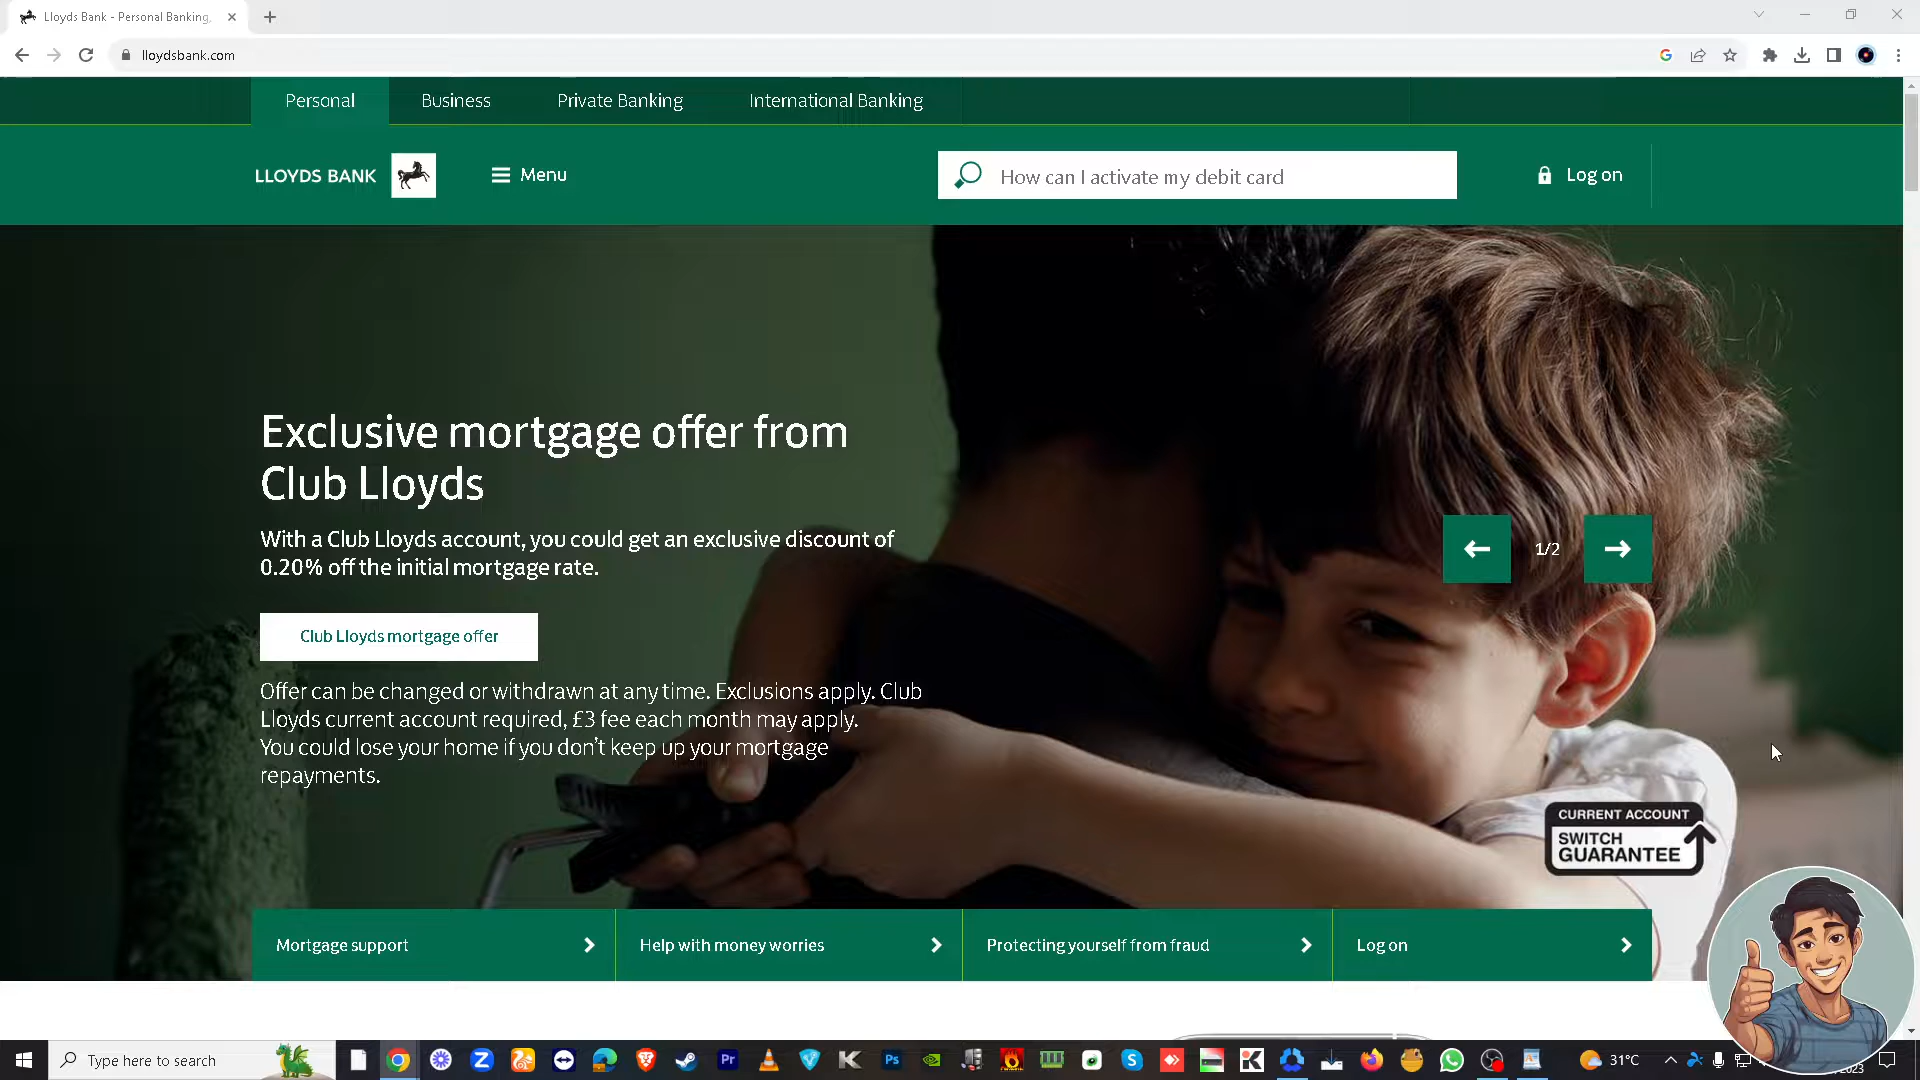 Lloyds Bank - Personal Banking,
lloydsbank.com
Personal
Business
Private Banking
International Banking
LLOYDS BANK
Menu
How can I activate my debit card
Log on
Exclusive mortgage offer from
Club Lloyds
With a Club Lloyds account, you could get an exclusive discount of
0.20% off the initial mortgage rate.
1/2
Club Lloyds mortgage offer
Offer can be changed or withdrawn at any time. Exclusions apply. Club
Lloyds current account required, £3 fee each month may apply.
You could lose your home if you don't keep up your mortgage
repayments.
CURRENT ACCOUNT
SWITCH
GUARANTEE
Mortgage support
Help with money worries
Protecting yourself from fraud
Log on
Type here to search
31°C